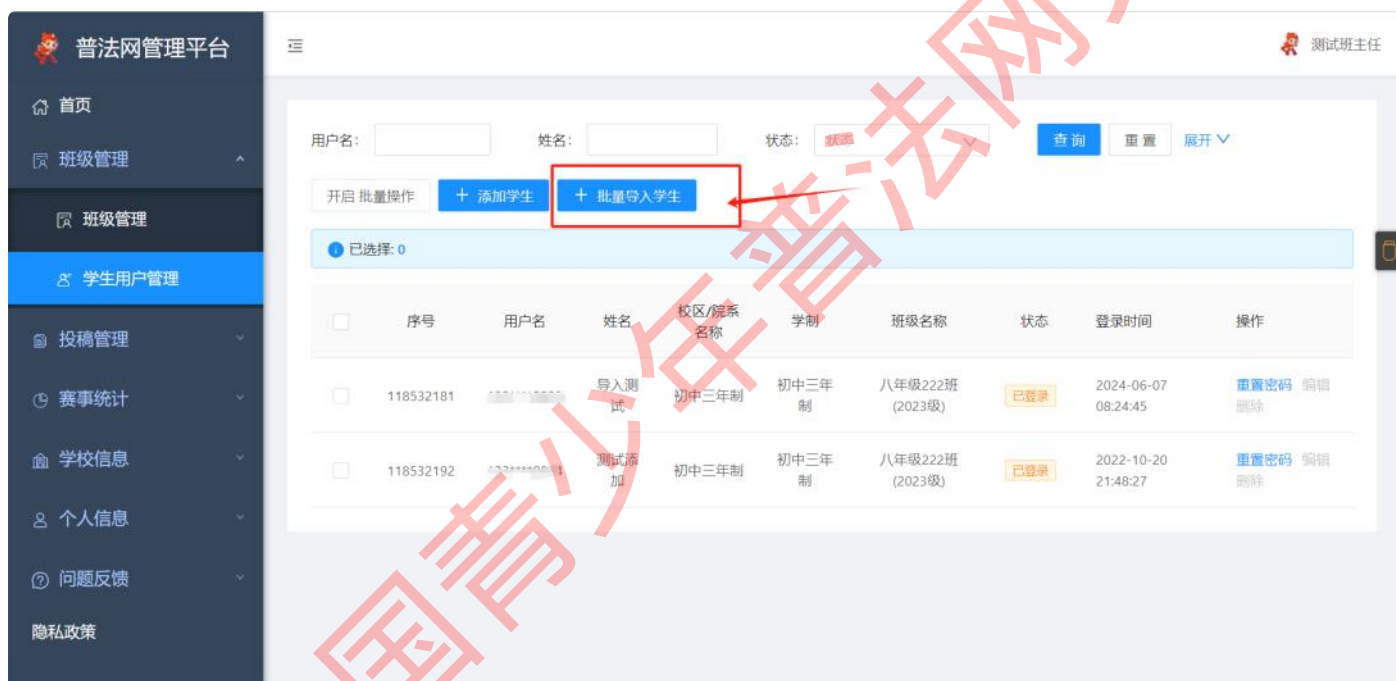 普法网管理平台
测试班主任
首页
班级管理
班级管理
学生用户管理
投稿管理
赛事统计
学校信息
个人信息
问题反馈
隐私政策
用户名: 姓名: 状态: 状态 查询 重置 展开
开启 批量操作 + 添加学生 + 批量导入学生
已选择: 0
序号 用户名 姓名 校区/院系名称 学制 班级名称 状态 登录时间 操作
118532181 导入测试 初中三年制 初中三年制 八年级222班(2023级) 已登录 2024-06-07 08:24:45 重置密码 编辑 删除
118532192 测试添加 初中三年制 初中三年制 八年级222班(2023级) 已登录 2022-10-20 21:48:27 重置密码 编辑 删除
国青少年普法网